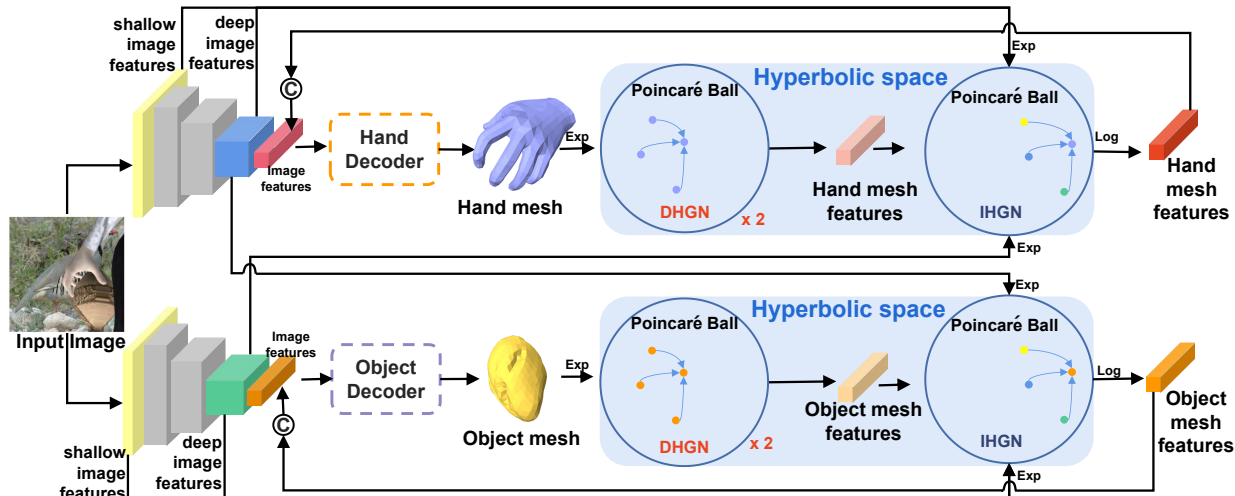 shallow
image
features
deep
image
features
Exp
Hyperbolic space
Poincaré Ball
Poincaré Ball
C
Hand
Decoder
Image
features
Hand mesh
Exp
DHGN
x 2
Hand mesh
features
IHGN
Log
Hand
mesh
features
Exp
Input Image
Exp
Hyperbolic space
Poincaré Ball
Poincaré Ball
Image
features
Object
Decoder
C
Object mesh
Exp
DHGN
x 2
Object mesh
features
IHGN
Log
Object
mesh
features
Exp
shallow
image
features
deep
image
features